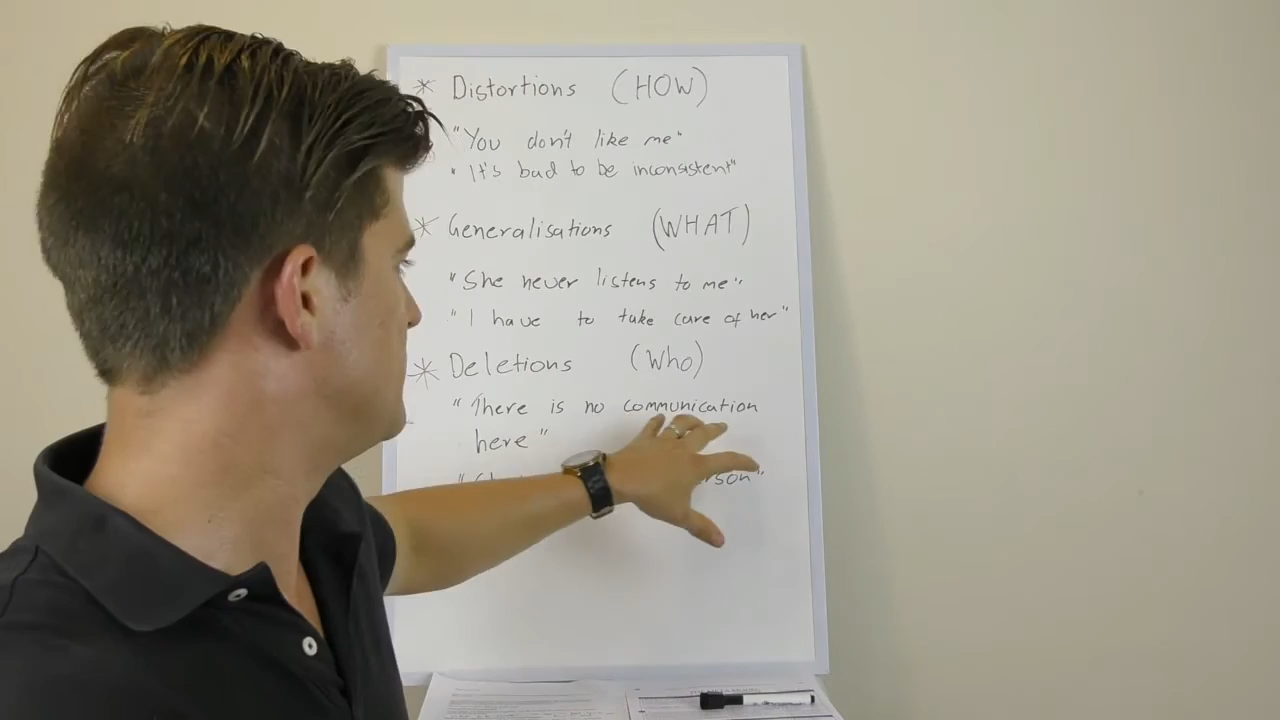 * Distortions (HOW)
"You don't like me"
" It's bad to be inconsistent"
* Generalisations (WHAT)
"She never listens to me"
"I have to take care of her"
* Deletions (Who)
"There is no communication
here"